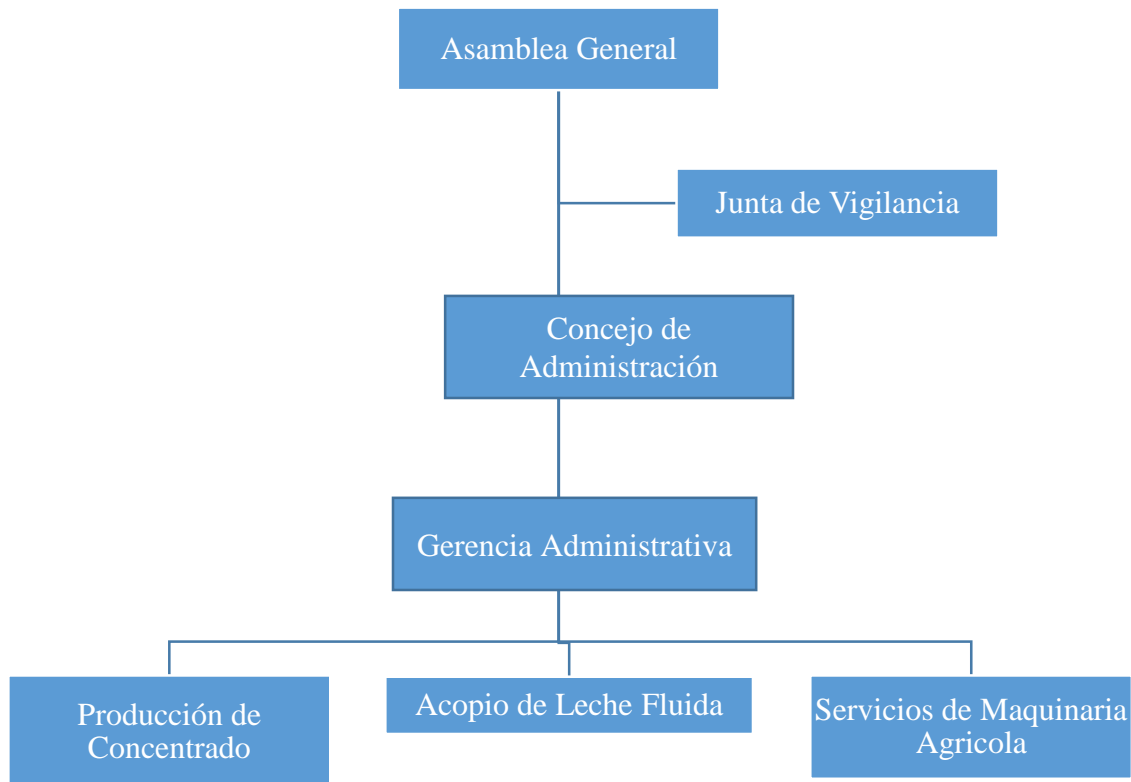 Asamblea General
Junta de Vigilancia
Concejo de
Administración
Gerencia Administrativa
Producción de
Concentrado
Acopio de Leche Fluida
Servicios de Maquinaria
Agricola